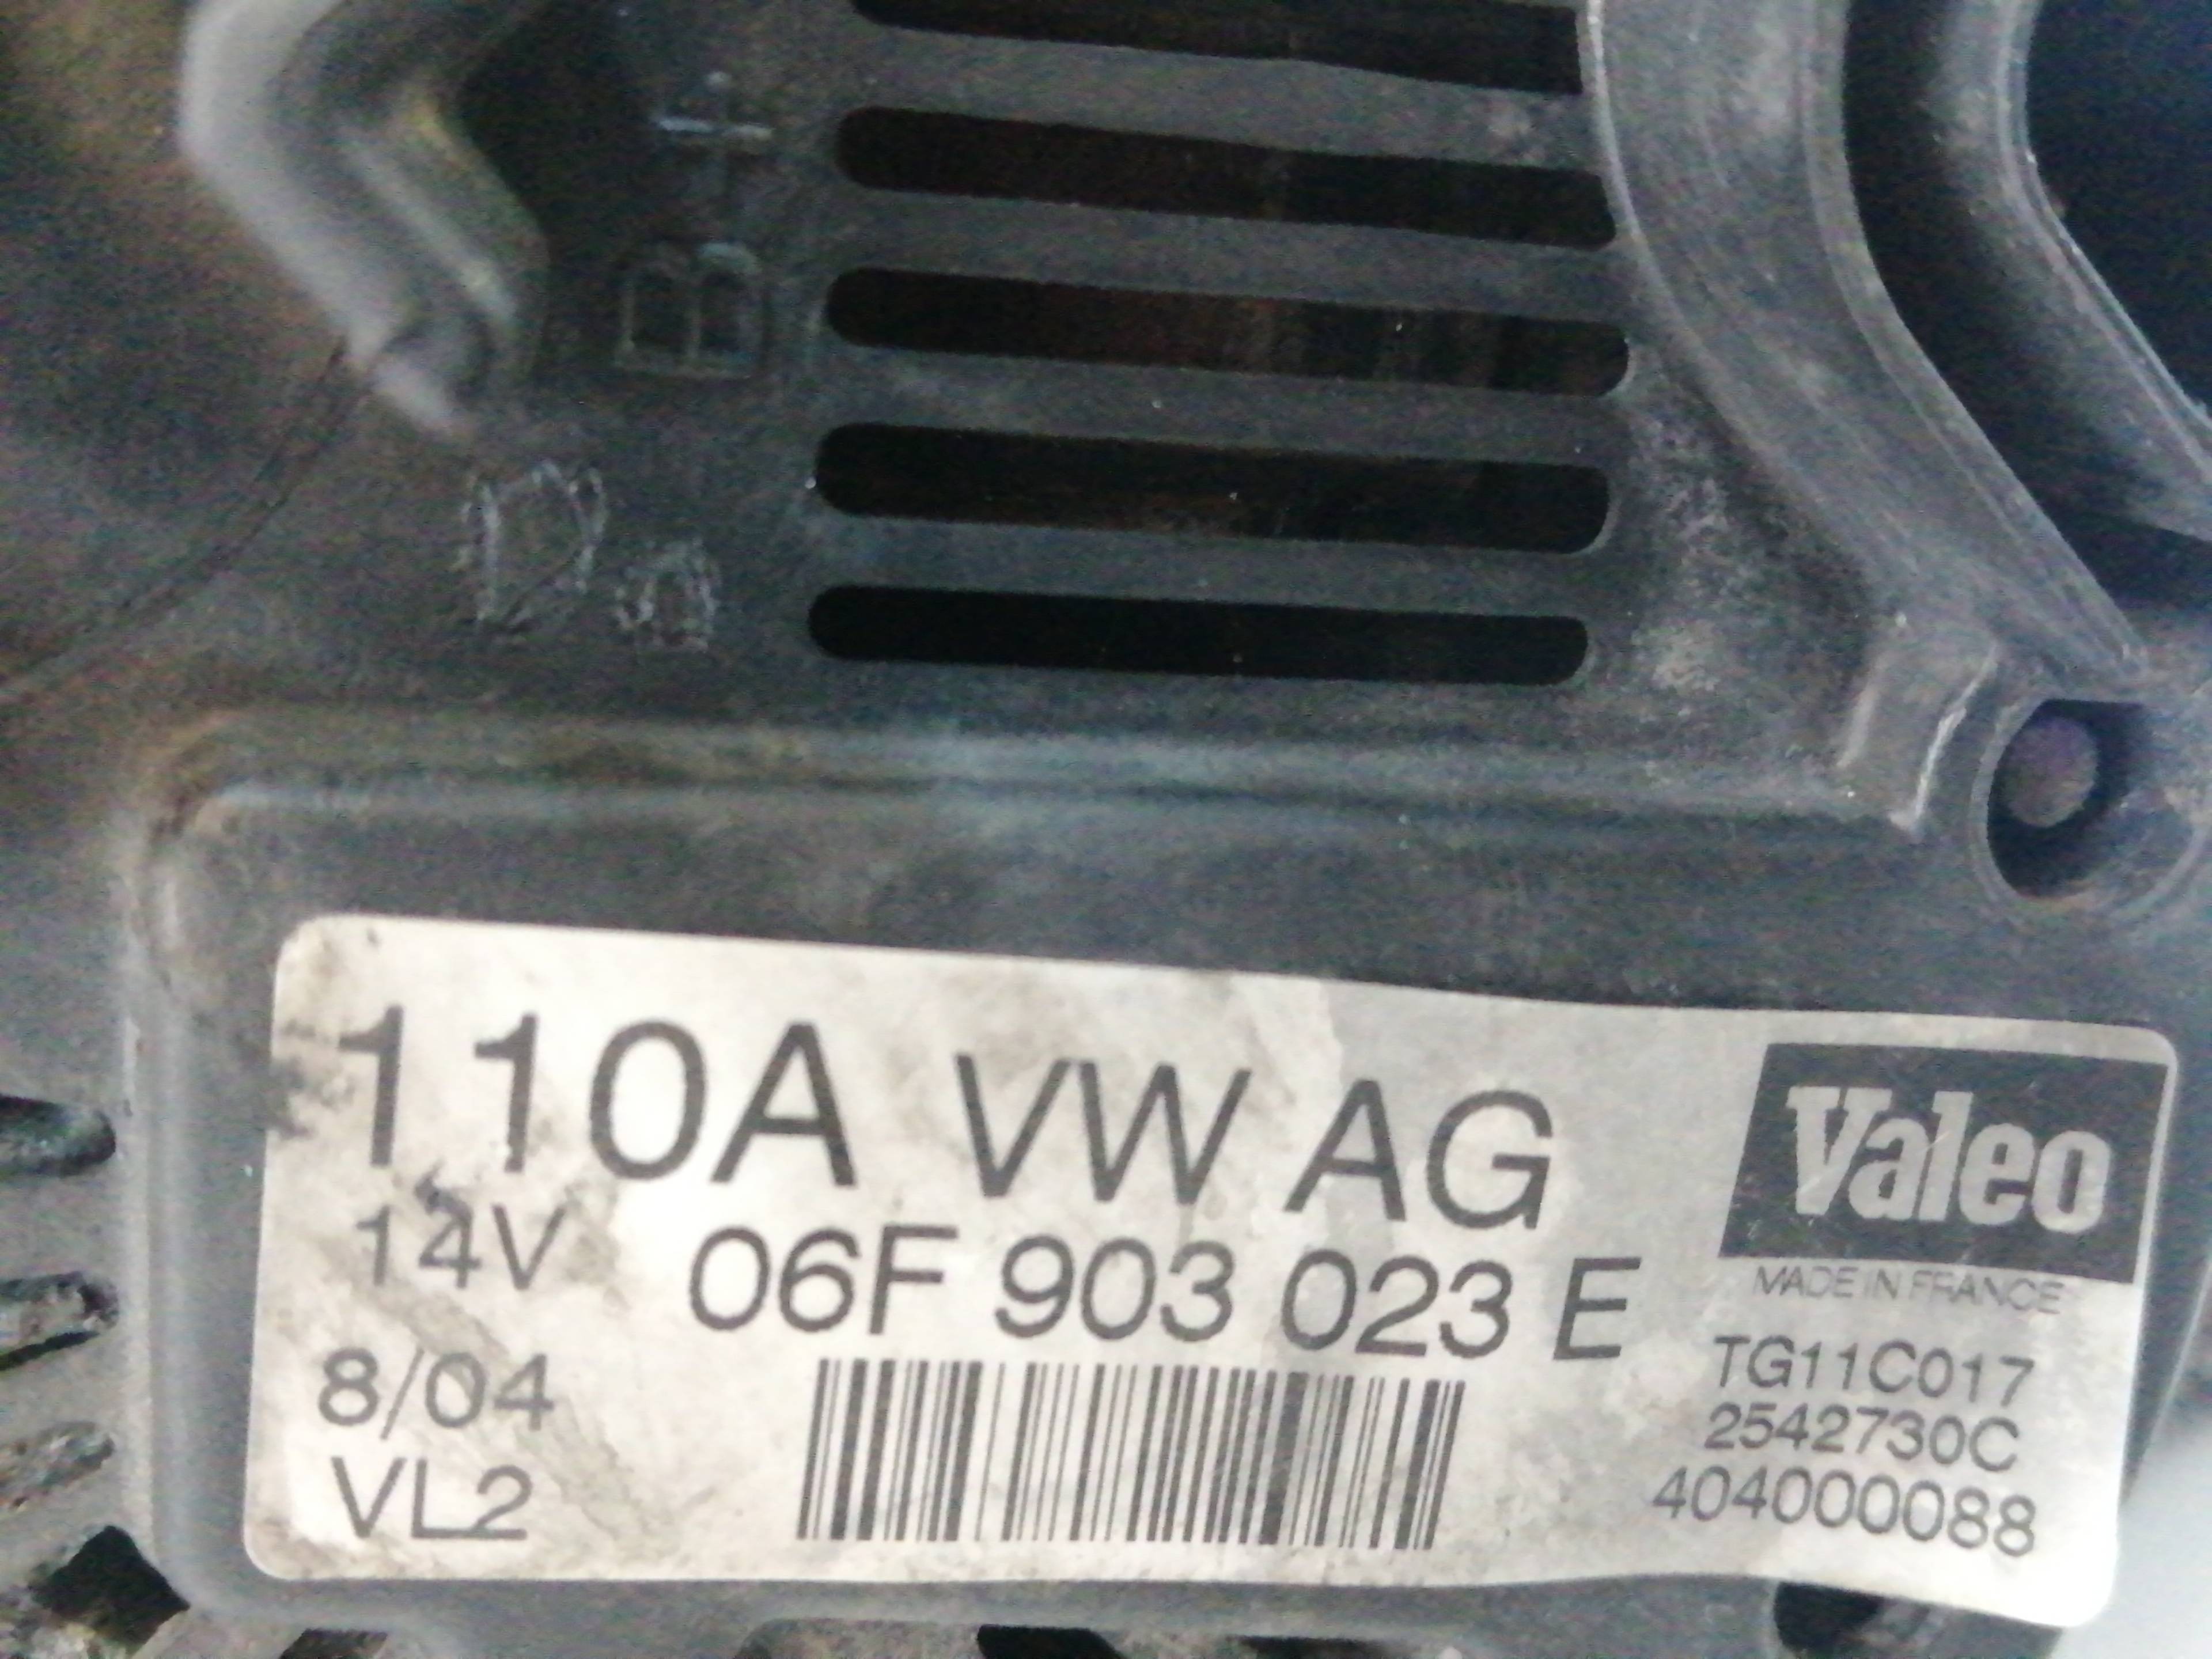 B+
110A VW AG
14V
06F 903 023 E
8/04
VL2
Valeo
MADE IN FRANCE
TG11C017
2542730C
404000088